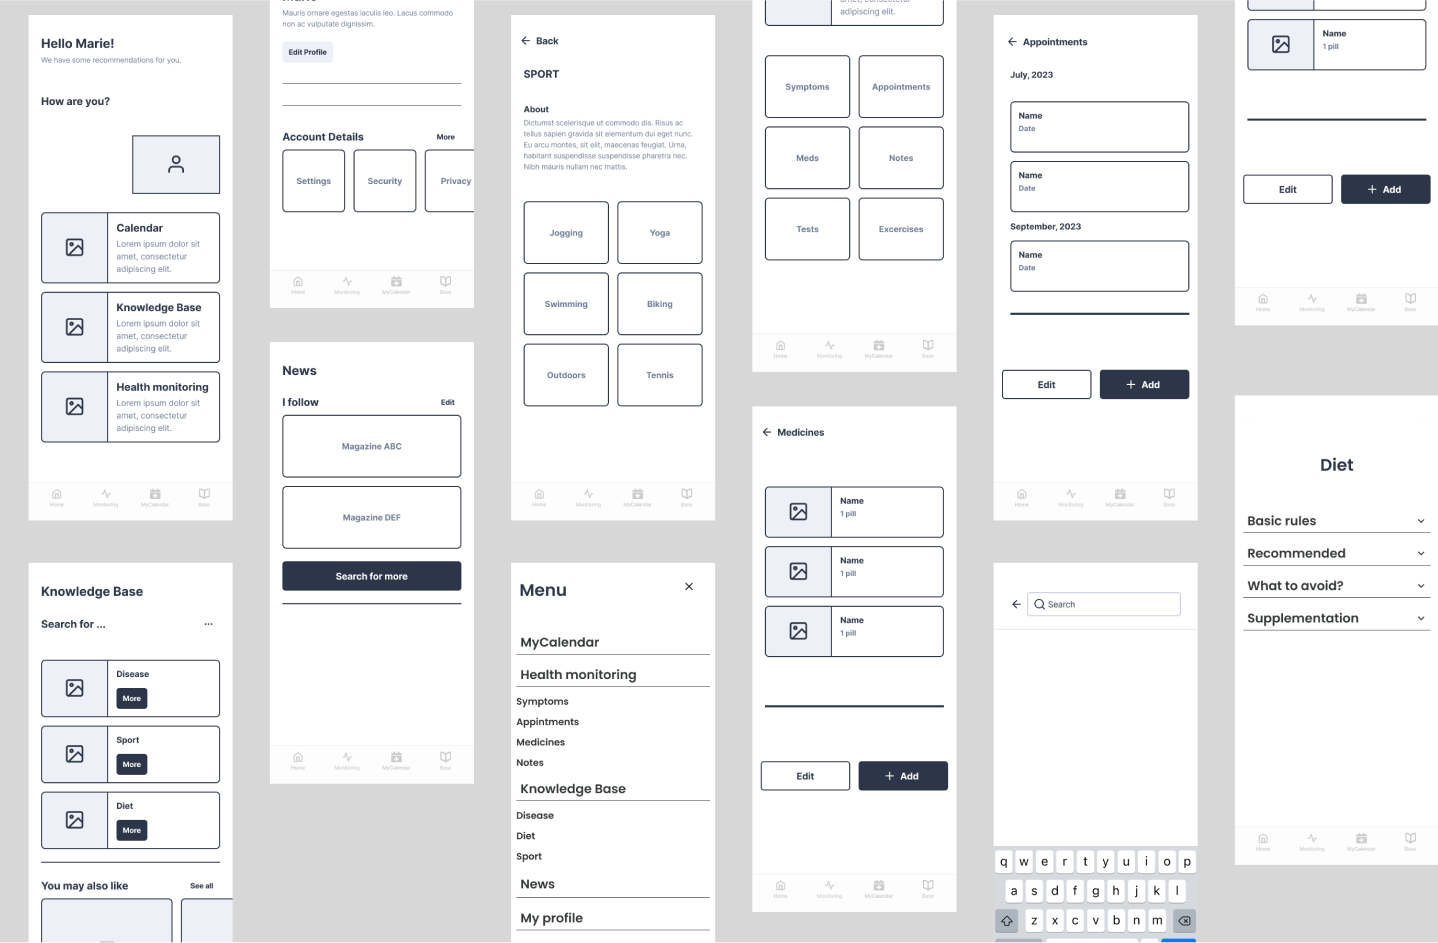 Hello Marie!
We have some recommendations for you.
How are you?
Calendar
Lorem ipsum dolor sit
amet, consectetur
adipiscing elit.
Knowledge Base
Lorem ipsum dolor sit
amet, consectetur
adipiscing elit.
Health monitoring
Lorem ipsum dolor sit
amet, consectetur
adipiscing elit.
Home Monitoring MyCalendar Base
Knowledge Base
Search for ...
Disease
More
Sport
More
Diet
More
You may also like See all
Mauris ornare egestas iaculis leo. Lacus commodo
non ac vulputate dignissim.
Edit Profile
Account Details More
Settings Security Privacy
Home Monitoring MyCalendar Base
News
I follow Edit
Magazine ABC
Magazine DEF
Search for more
Home Monitoring MyCalendar Base
Back
SPORT
About
Dictumst scelerisque ut commodo dis. Risus ac
tellus sapien gravida sit elementum dui eget nunc.
Eu arcu montes, sit elit, maecenas feugiat. Urna,
habitant suspendisse suspendisse pharetra nec.
Nibh mauris nullam nec mattis.
Jogging Yoga
Swimming Biking
Outdoors Tennis
Home Monitoring MyCalendar Base
Menu
MyCalendar
Health monitoring
Symptoms
Appintments
Medicines
Notes
Knowledge Base
Disease
Diet
Sport
News
My profile
adipiscing elit.
Symptoms Appointments
Meds Notes
Tests Excercises
Home Monitoring MyCalendar Base
Medicines
Name
1 pill
Name
1 pill
Name
1 pill
Edit + Add
Home Monitoring MyCalendar Base
Appointments
July, 2023
Name
Date
Name
Date
September, 2023
Name
Date
Edit + Add
Home Monitoring MyCalendar Base
Search
q w e r t y u i o p
a s d f g h j k l
z x c v b n m
Name
1 pill
Edit + Add
Home Monitoring MyCalendar Base
Diet
Basic rules
Recommended
What to avoid?
Supplementation
Home Monitoring MyCalendar Base